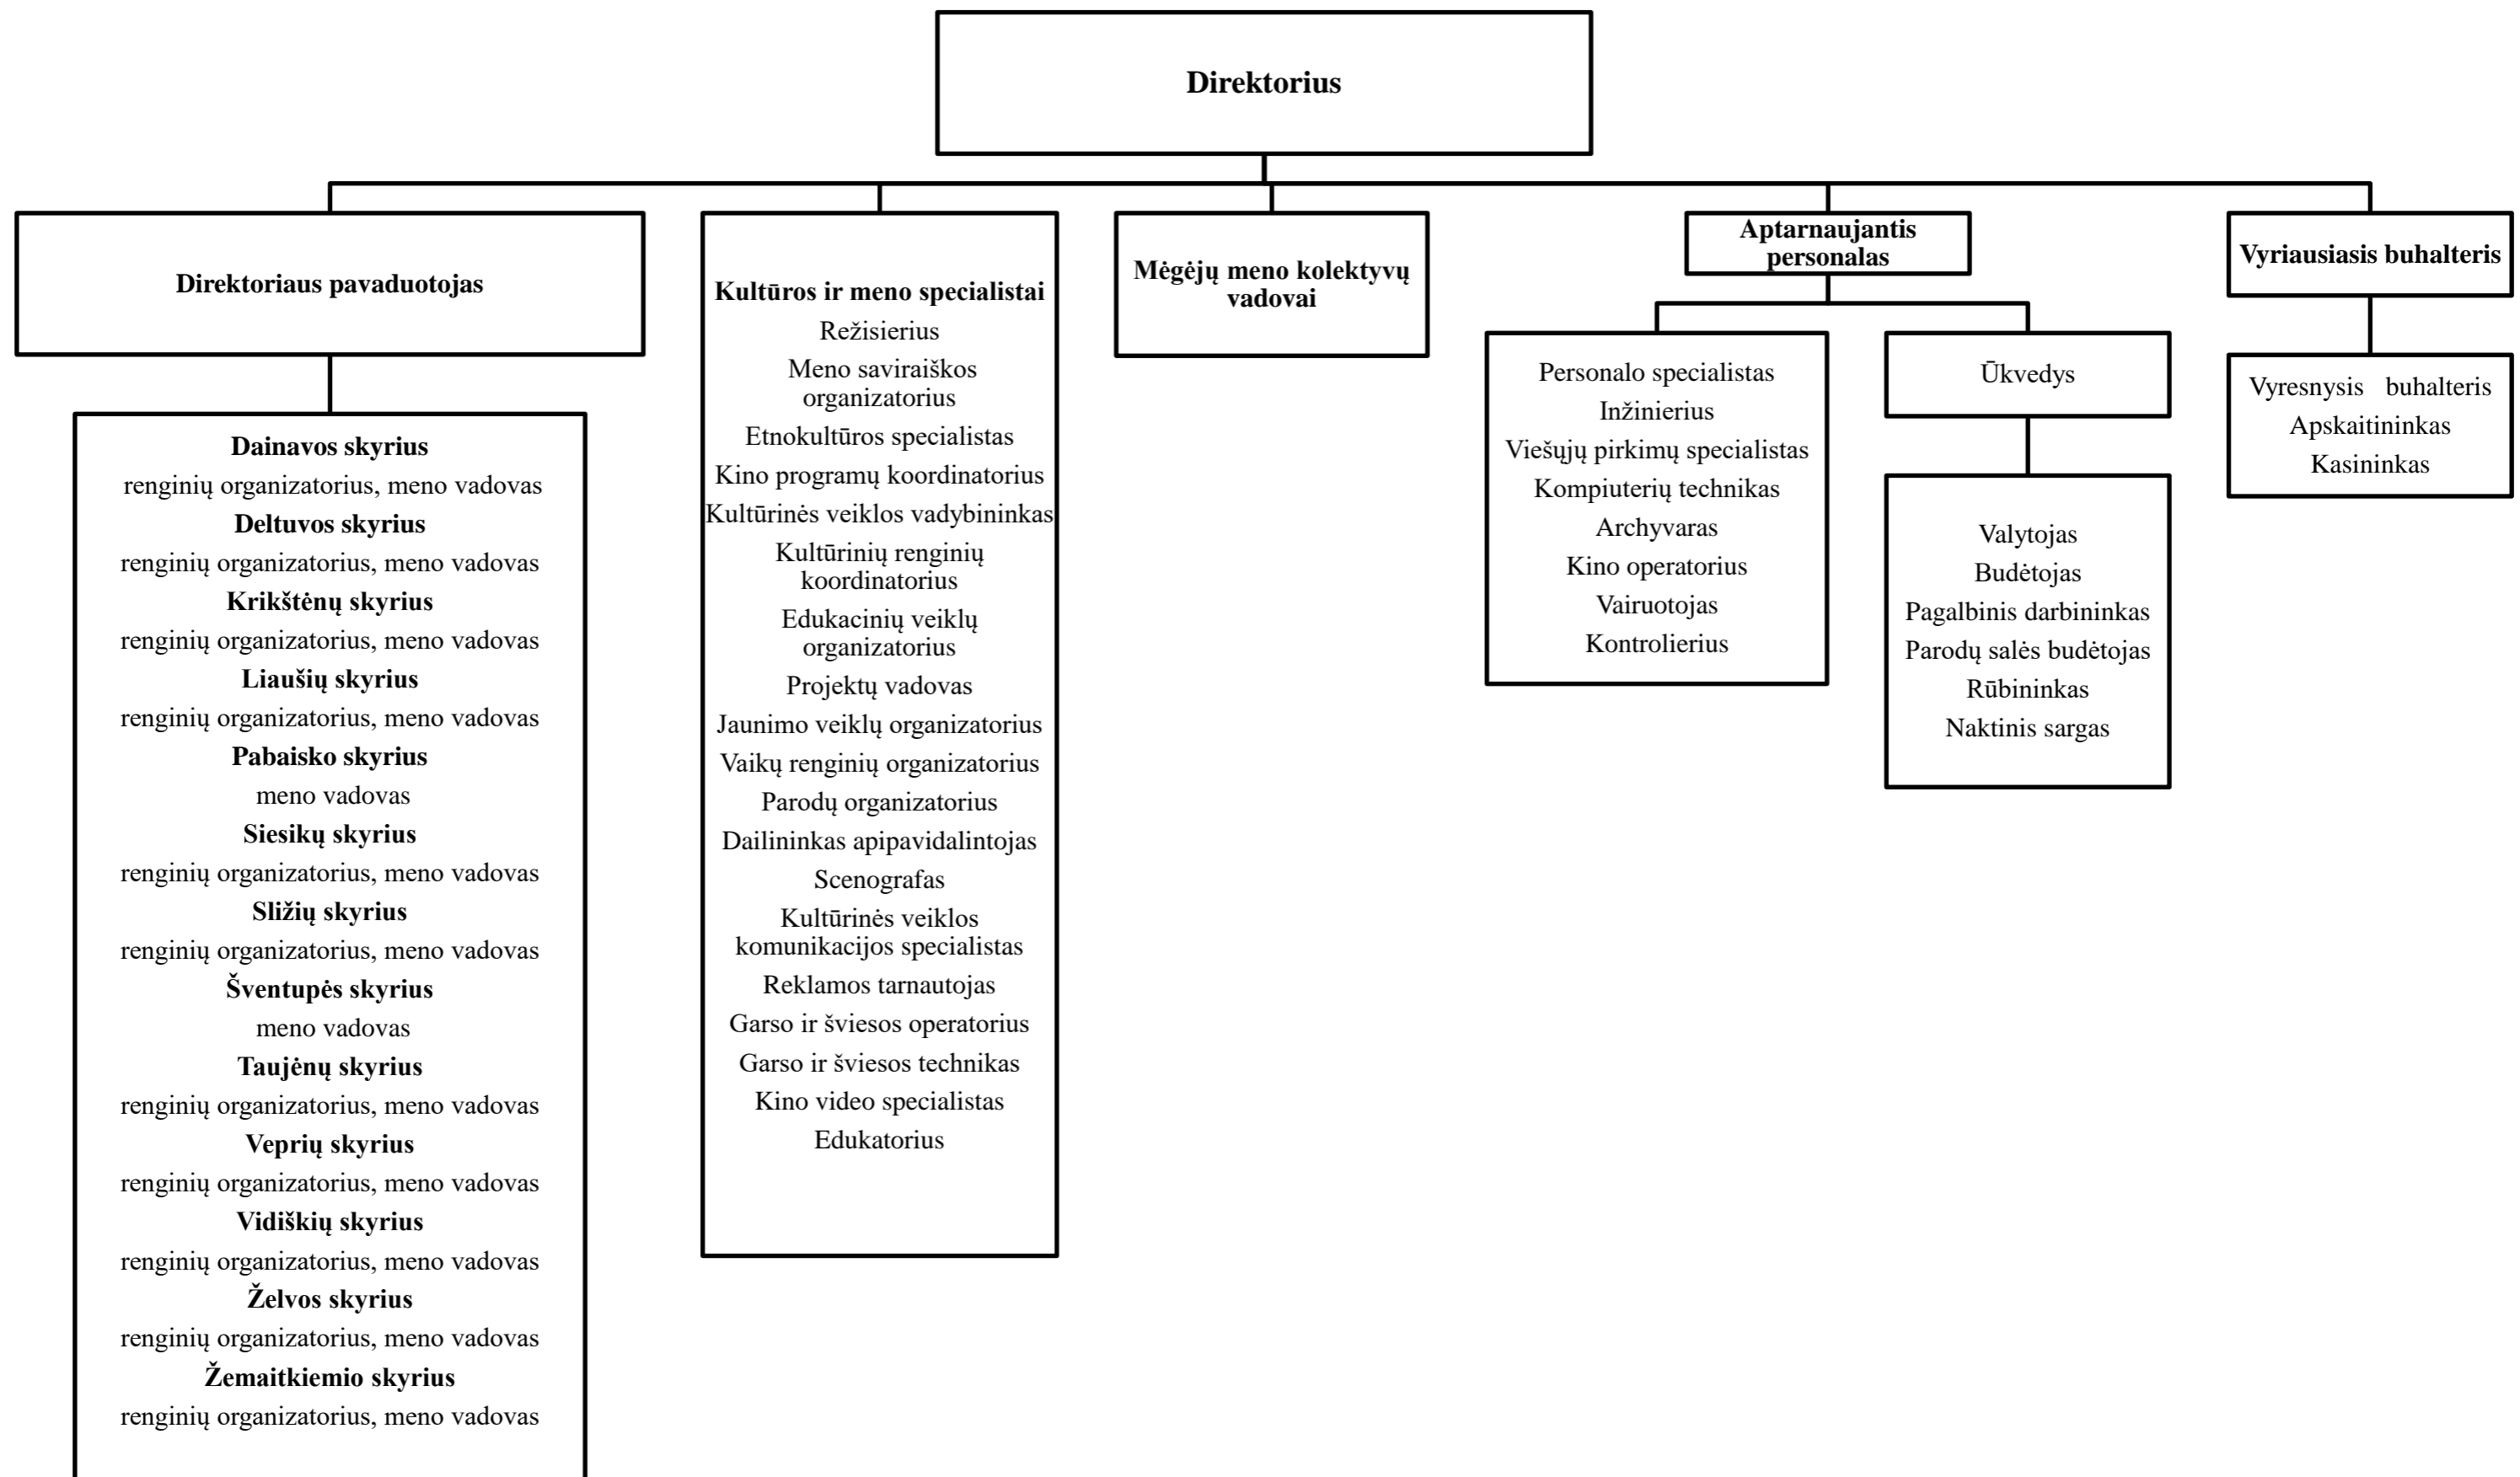 Direktorius
Direktoriaus pavaduotojas
Dainavos skyrius
renginių organizatorius, meno vadovas
Deltuvos skyrius
renginių organizatorius, meno vadovas
Krikštėnų skyrius
renginių organizatorius, meno vadovas
Liaušių skyrius
renginių organizatorius, meno vadovas
Pabaisko skyrius
meno vadovas
Siesikų skyrius
renginių organizatorius, meno vadovas
Sližių skyrius
renginių organizatorius, meno vadovas
Šventupės skyrius
meno vadovas
Taujėnų skyrius
renginių organizatorius, meno vadovas
Veprių skyrius
renginių organizatorius, meno vadovas
Vidiškių skyrius
renginių organizatorius, meno vadovas
Želvos skyrius
renginių organizatorius, meno vadovas
Žemaitkiemio skyrius
renginių organizatorius, meno vadovas
Kultūros ir meno specialistai
Režisierius
Meno saviraiškos
organizatorius
Etnokultūros specialistas
Kino programų koordinatorius
Kultūrinės veiklos vadybininkas
Kultūrinių renginių
koordinatorius
Edukacinių veiklų
organizatorius
Projektų vadovas
Jaunimo veiklų organizatorius
Vaikų renginių organizatorius
Parodų organizatorius
Dailininkas apipavidalintojas
Scenografas
Kultūrinės veiklos
komunikacijos specialistas
Reklamos tarnautojas
Garso ir šviesos operatorius
Garso ir šviesos technikas
Kino video specialistas
Edukatorius
Mėgėjų meno kolektyvų
vadovai
Aptarnaujantis
personalas
Personalo specialistas
Inžinierius
Viešųjų pirkimų specialistas
Kompiuterių technikas
Archyvaras
Kino operatorius
Vairuotojas
Kontrolierius
Ūkvedys
Valytojas
Budėtojas
Pagalbinis darbininkas
Parodų salės budėtojas
Rūbininkas
Naktinis sargas
Vyriausiasis buhalteris
Vyresnysis buhalteris
Apskaitininkas
Kasininkas